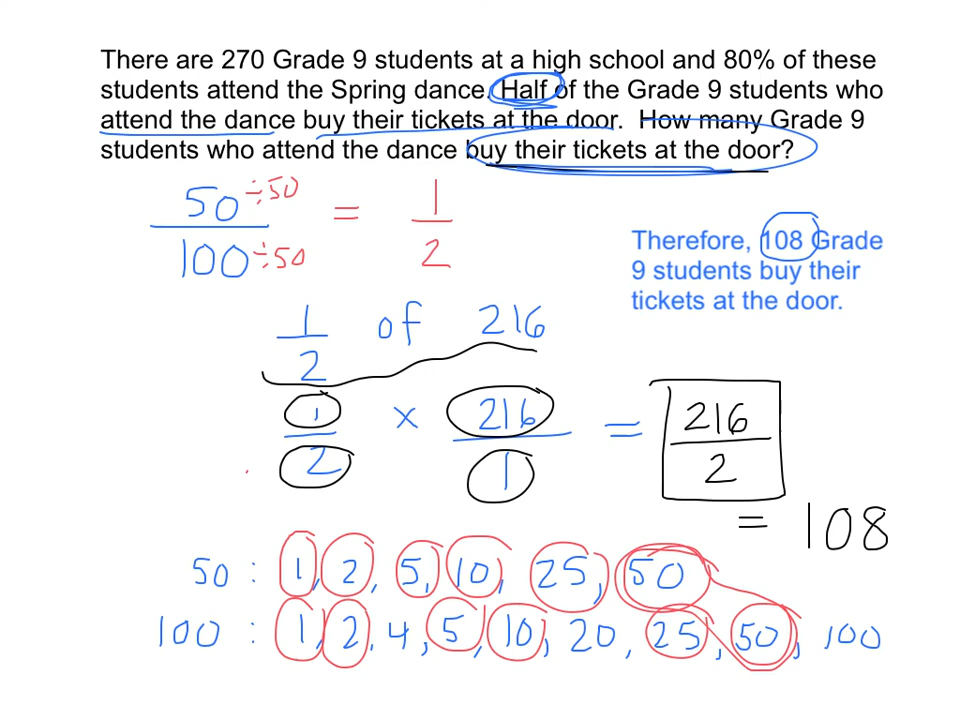 There are 270 Grade 9 students at a high school and 80% of these
students attend the Spring dance. Half of the Grade 9 students who
attend the dance buy their tickets at the door. How many Grade 9
students who attend the dance buy their tickets at the door?
50 ÷50 = 1
100 ÷50 2
Therefore, 108 Grade
9 students buy their
tickets at the door.
1 of 216
2
1 × 216 = 216
2 1 2
= 108
50 : 1, 2, 5, 10, 25, 50
100 : 1, 2, 4, 5, 10, 20, 25, 50, 100